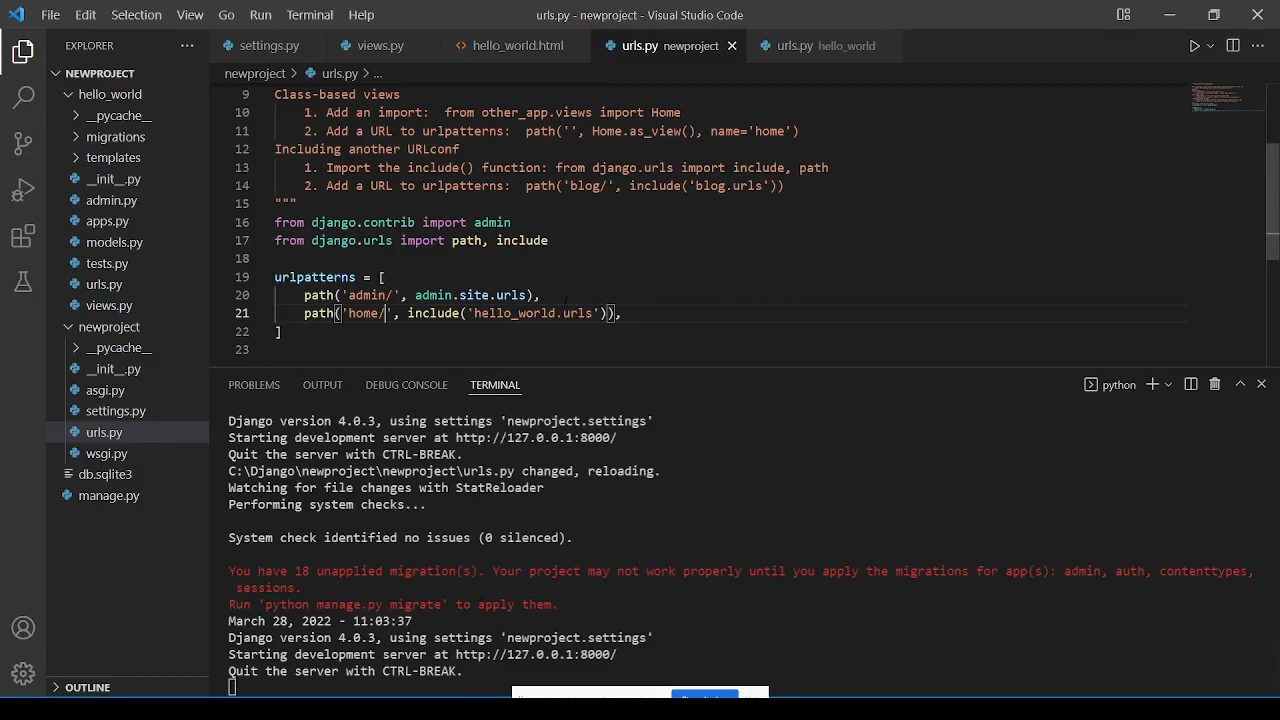 File Edit Selection View Go Run Terminal Help
urls.py - newproject - Visual Studio Code
EXPLORER
settings.py
views.py
hello_world.html
urls.py newproject
urls.py hello_world
NEWPROJECT
hello_world
__pycache__
migrations
templates
__init__.py
admin.py
apps.py
models.py
tests.py
urls.py
views.py
newproject
__pycache__
__init__.py
asgi.py
settings.py
urls.py
wsgi.py
db.sqlite3
manage.py
OUTLINE
newproject > urls.py > ...
9 Class-based views
10 1. Add an import: from other_app.views import Home
11 2. Add a URL to urlpatterns: path('', Home.as_view(), name='home')
12 Including another URLconf
13 1. Import the include() function: from django.urls import include, path
14 2. Add a URL to urlpatterns: path('blog/', include('blog.urls'))
15 """
16 from django.contrib import admin
17 from django.urls import path, include
18
19 urlpatterns = [
20 path('admin/', admin.site.urls),
21 path('home/', include('hello_world.urls')),
22 ]
23
PROBLEMS OUTPUT DEBUG CONSOLE TERMINAL
python
Django version 4.0.3, using settings 'newproject.settings'
Starting development server at http://127.0.0.1:8000/
Quit the server with CTRL-BREAK.
C:\Django\newproject\newproject\urls.py changed, reloading.
Watching for file changes with StatReloader
Performing system checks...
System check identified no issues (0 silenced).
You have 18 unapplied migration(s). Your project may not work properly until you apply the migrations for app(s): admin, auth, contenttypes,
sessions.
Run 'python manage.py migrate' to apply them.
March 28, 2022 - 11:03:37
Django version 4.0.3, using settings 'newproject.settings'
Starting development server at http://127.0.0.1:8000/
Quit the server with CTRL-BREAK.